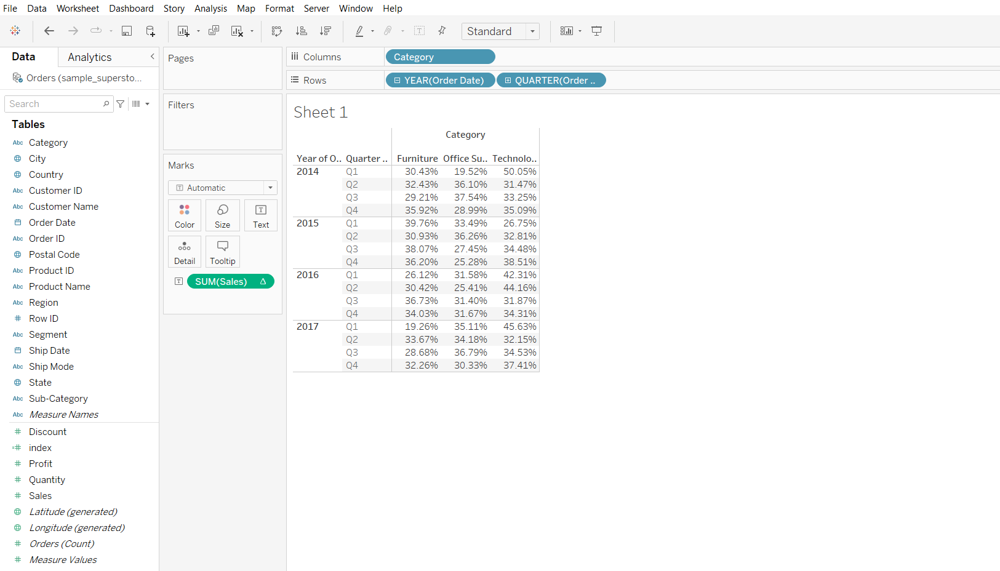 File Data Worksheet Dashboard Story Analysis Map Format Server Window Help
Standard
Data Analytics
Orders (sample_supersto...
Search
Tables
Abc Category
City
Country
Abc Customer ID
Abc Customer Name
Order Date
Abc Order ID
Postal Code
Abc Product ID
Abc Product Name
Abc Region
# Row ID
Abc Segment
Ship Date
Abc Ship Mode
State
Abc Sub-Category
Abc Measure Names
# Discount
=# index
# Profit
# Quantity
# Sales
Latitude (generated)
Longitude (generated)
# Orders (Count)
# Measure Values
Pages
Filters
Marks
T Automatic
Color Size T Text
Detail Tooltip
T SUM(Sales) Δ
Columns Category
Rows YEAR(Order Date) QUARTER(Order ..
Sheet 1
Category
Year of O.. Quarter .. Furniture Office Su.. Technolo..
2014 Q1 30.43% 19.52% 50.05%
Q2 32.43% 36.10% 31.47%
Q3 29.21% 37.54% 33.25%
Q4 35.92% 28.99% 35.09%
2015 Q1 39.76% 33.49% 26.75%
Q2 30.93% 36.26% 32.81%
Q3 38.07% 27.45% 34.48%
Q4 36.20% 25.28% 38.51%
2016 Q1 26.12% 31.58% 42.31%
Q2 30.42% 25.41% 44.16%
Q3 36.73% 31.40% 31.87%
Q4 34.03% 31.67% 34.31%
2017 Q1 19.26% 35.11% 45.63%
Q2 33.67% 34.18% 32.15%
Q3 28.68% 36.79% 34.53%
Q4 32.26% 30.33% 37.41%